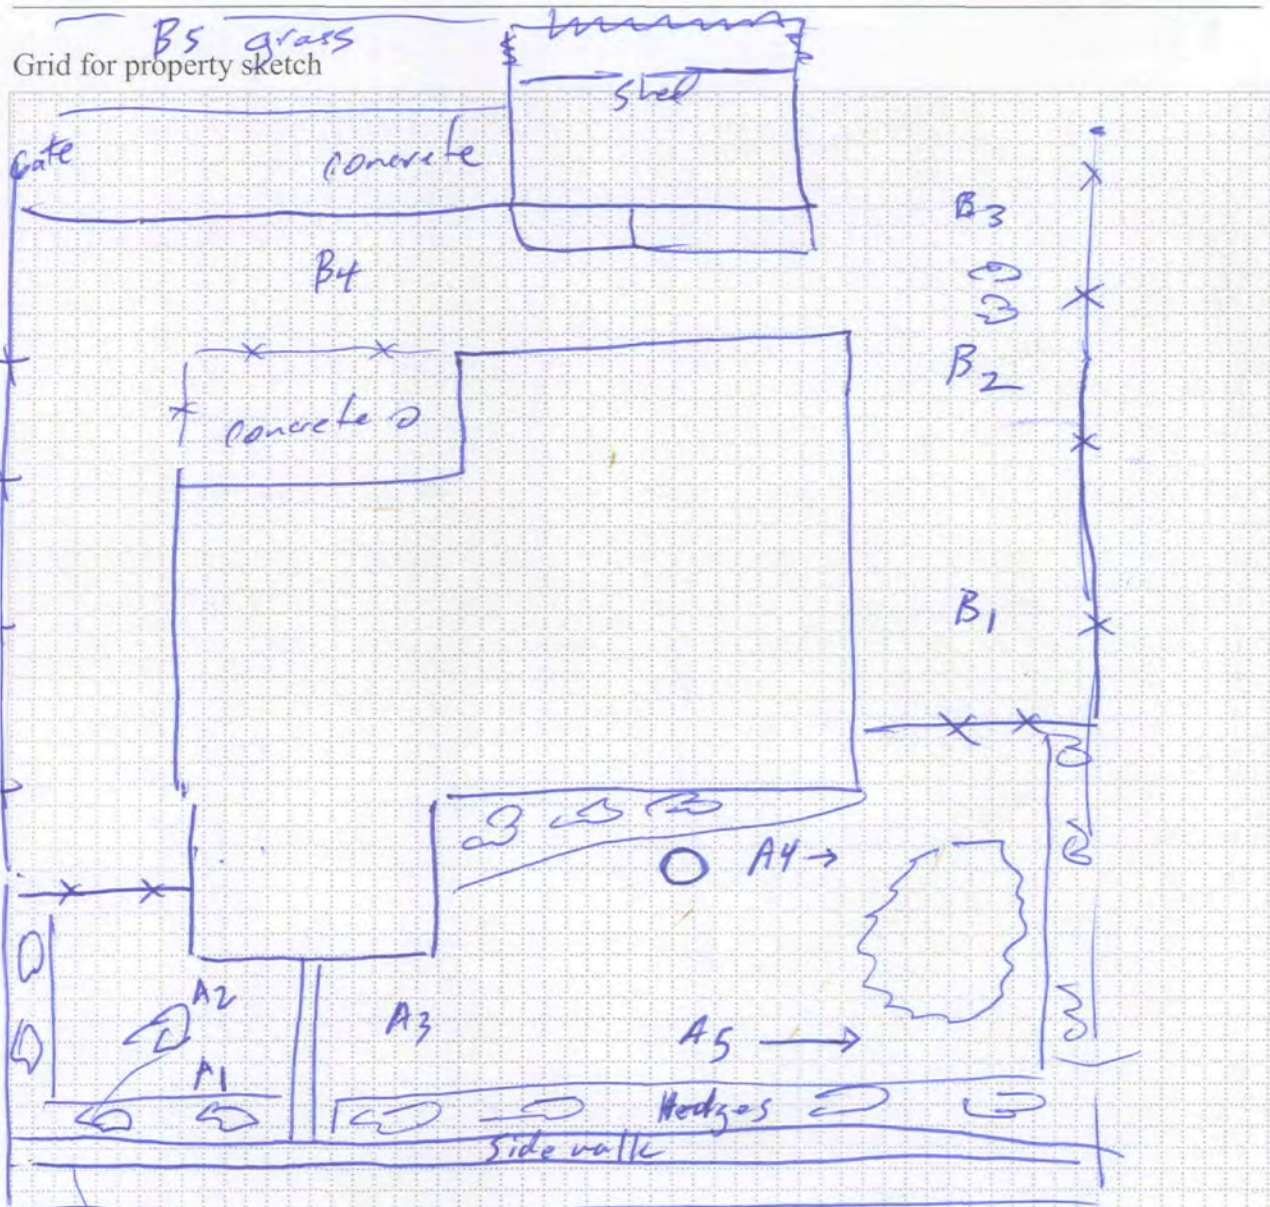 B5 grass
Grid for property sketch
Shed
Gate
concrete
B3
B4
B2
concrete
B1
A4
A2
A3
A5
A1
Hedges
Sidewalk